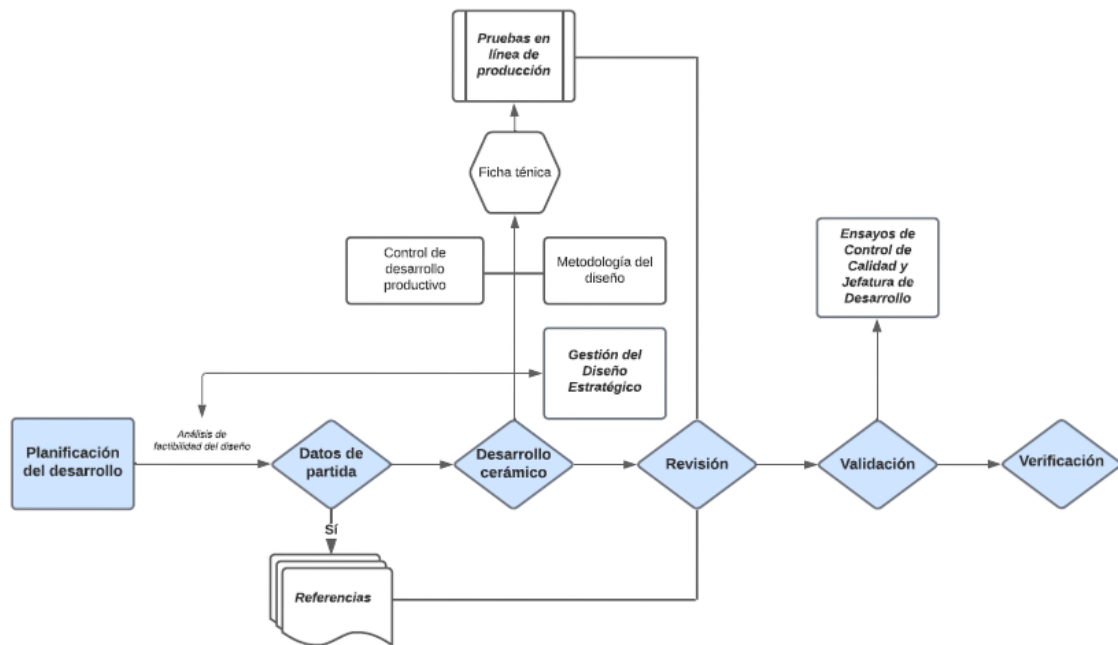 Pruebas en
línea de
producción
Ficha ténica
Control de
desarrollo
productivo
Metodología del
diseño
Ensayos de
Control de
Calidad y
Jefatura de
Desarrollo
Gestión del
Diseño
Estratégico
Análisis de
factibilidad del diseño
Planificación
del desarrollo
Datos de
partida
Desarrollo
cerámico
Revisión
Validación
Verificación
Sí
Referencias